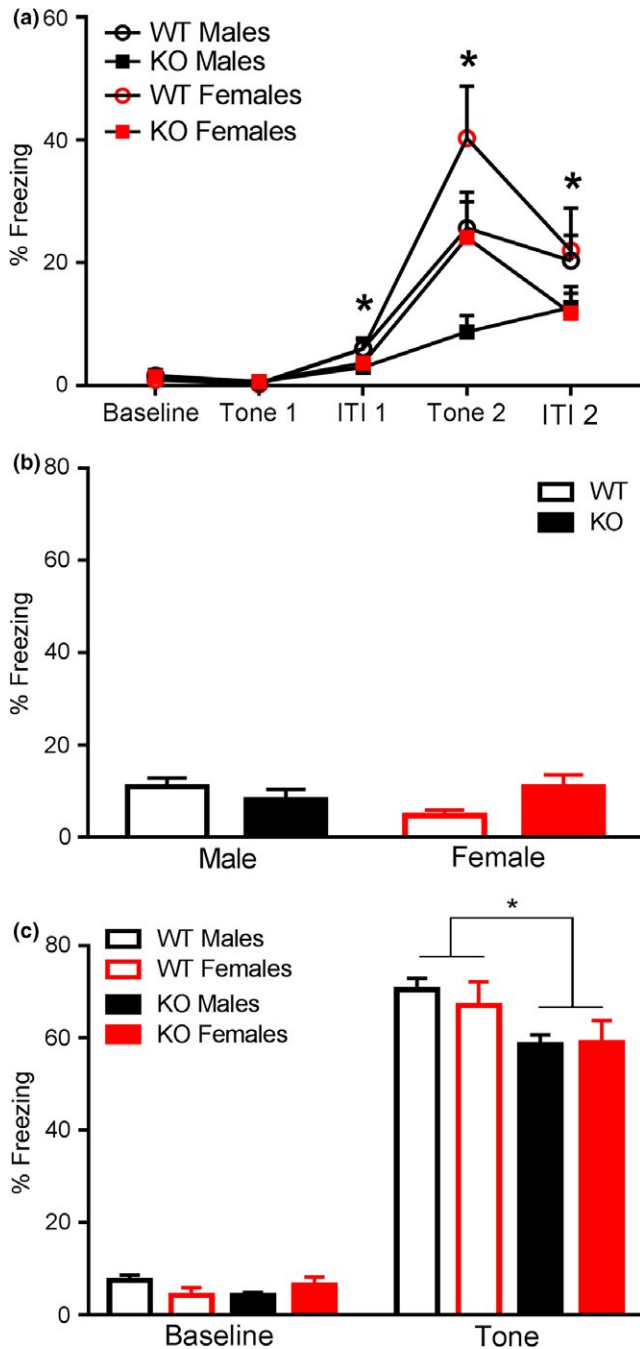 (a)
60
40
20
0
% Freezing
WT Males
KO Males
WT Females
KO Females
*
*
*
Baseline Tone 1 ITI 1 Tone 2 ITI 2
(b)
80
60
40
20
0
% Freezing
WT
KO
Male Female
(c)
80
60
40
20
0
% Freezing
WT Males
WT Females
KO Males
KO Females
*
Baseline Tone